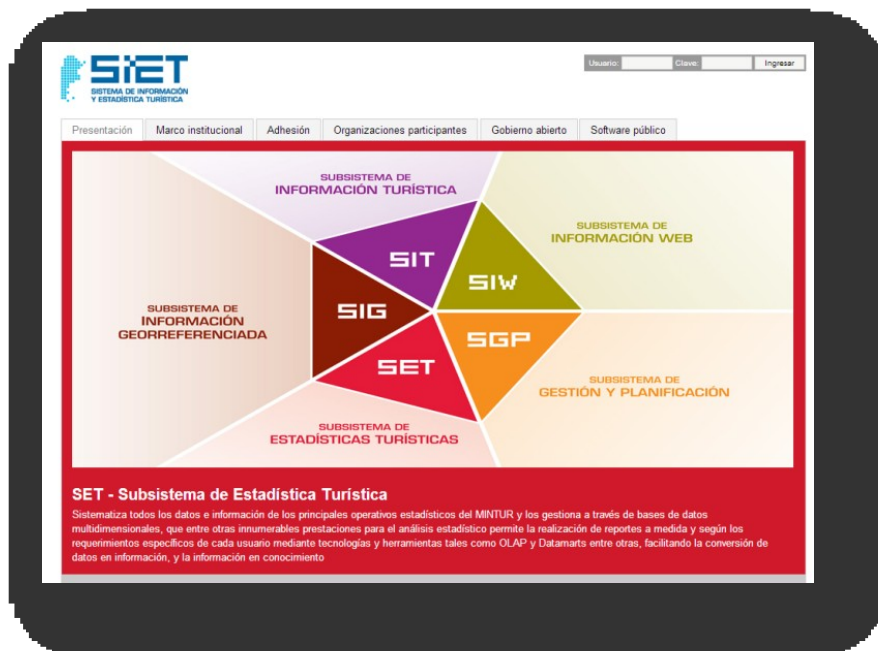 SIET
SISTEMA DE INFORMACIÓN
Y ESTADÍSTICA TURÍSTICA
Usuario:
Clave:
Ingresar
Presentación
Marco institucional
Adhesión
Organizaciones participantes
Gobierno abierto
Software público
SUBSISTEMA DE
INFORMACIÓN TURÍSTICA
SUBSISTEMA DE
INFORMACIÓN WEB
SIT
SIW
SUBSISTEMA DE
INFORMACIÓN
GEORREFERENCIADA
SIG
SGP
SET
SUBSISTEMA DE
GESTIÓN Y PLANIFICACIÓN
SUBSISTEMA DE
ESTADÍSTICAS TURÍSTICAS
SET - Subsistema de Estadística Turística
Sistematiza todos los datos e información de los principales operativos estadísticos del MINTUR y los gestiona a través de bases de datos
multidimensionales, que entre otras innumerables prestaciones para el análisis estadístico permite la realización de reportes a medida y según los
requerimientos específicos de cada usuario mediante tecnologías y herramientas tales como OLAP y Datamarts entre otras, facilitando la conversión de
datos en información, y la información en conocimiento